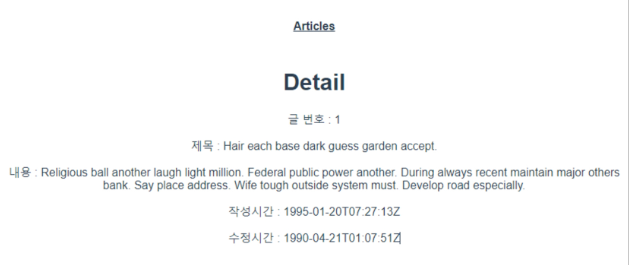 Articles
Detail
글 번호 : 1
제목 : Hair each base dark guess garden accept.
내용 : Religious ball another laugh light million. Federal public power another. During always recent maintain major others
bank. Say place address. Wife tough outside system must. Develop road especially.
작성시간 : 1995-01-20T07:27:13Z
수정시간 : 1990-04-21T01:07:51Z